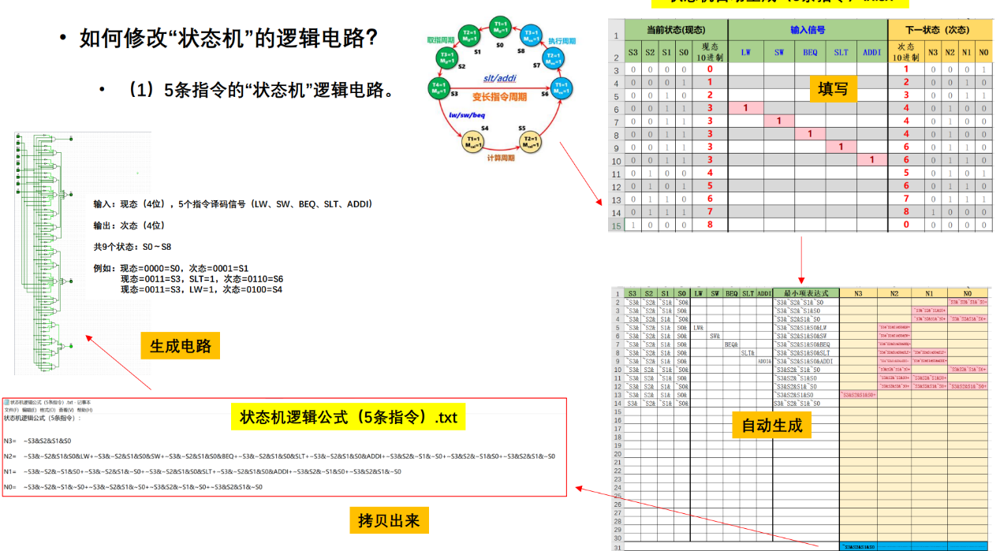 • 如何修改“状态机”的逻辑电路？
• （1）5条指令的“状态机”逻辑电路。
T1=1
S0
T2=1
S1
T3=1
S2
T4=1
S3
T1=1
S4
T2=1
S5
T1=1
S6
T2=1
S7
T3=1
S8
取指周期
执行周期
slt/addi
变长指令周期
lw/sw/beq
计算周期
输入：现态（4位），5个指令译码信号（LW、SW、BEQ、SLT、ADDI）
输出：次态（4位）
共9个状态：S0～S8
例如：现态=0000=S0，次态=0001=S1
现态=0011=S3，SLT=1，次态=0110=S6
现态=0011=S3，LW=1，次态=0100=S4
生成电路
1 当前状态(现态) 输入信号 下一状态（次态）
2 S3 S2 S1 S0 现态10进制 LW SW BEQ SLT ADDI 次态10进制 N3 N2 N1 N0
3 0 0 0 0 0 1 0 0 0 1
4 0 0 0 1 1 2 0 0 1 0
5 0 0 1 0 2 3 0 0 1 1
6 0 0 1 1 3 1 4 0 1 0 0
7 0 0 1 1 3 1 4 0 1 0 0
8 0 0 1 1 3 1 4 0 1 0 0
9 0 0 1 1 3 1 6 0 1 1 0
10 0 0 1 1 3 1 6 0 1 1 0
11 0 1 0 0 4 5 0 1 0 1
12 0 1 0 1 5 6 0 1 1 0
13 0 1 1 0 6 7 0 1 1 1
14 0 1 1 1 7 8 1 0 0 0
15 1 0 0 0 8 0 0 0 0 0
填写
1 S3 S2 S1 S0 LW SW BEQ SLT ADDI 最小项表达式 N3 N2 N1 N0
2 ~S3& ~S2& ~S1& ~S0& ~S3&~S2&~S1&~S0 ~S3&~S2&~S1&~S0+
3 ~S3& ~S2& ~S1& S0& ~S3&~S2&~S1&S0 ~S3&~S2&~S1&S0+
4 ~S3& ~S2& S1& ~S0& ~S3&~S2&S1&~S0 ~S3&~S2&S1&~S0+ ~S3&~S2&S1&~S0+
5 ~S3& ~S2& S1& S0& LW& ~S3&~S2&S1&S0&LW ~S3&~S2&S1&S0&LW+
6 ~S3& ~S2& S1& S0& SW& ~S3&~S2&S1&S0&SW ~S3&~S2&S1&S0&SW+
7 ~S3& ~S2& S1& S0& BEQ& ~S3&~S2&S1&S0&BEQ ~S3&~S2&S1&S0&BEQ+
8 ~S3& ~S2& S1& S0& SLT& ~S3&~S2&S1&S0&SLT ~S3&~S2&S1&S0&SLT+ ~S3&~S2&S1&S0&SLT+
9 ~S3& ~S2& S1& S0& ADDI& ~S3&~S2&S1&S0&ADDI ~S3&~S2&S1&S0&ADDI+ ~S3&~S2&S1&S0&ADDI+
10 ~S3& S2& ~S1& ~S0& ~S3&S2&~S1&~S0 ~S3&S2&~S1&~S0+ ~S3&S2&~S1&~S0+
11 ~S3& S2& ~S1& S0& ~S3&S2&~S1&S0 ~S3&S2&~S1&S0+ ~S3&S2&~S1&S0+
12 ~S3& S2& S1& ~S0& ~S3&S2&S1&~S0 ~S3&S2&S1&~S0+ ~S3&S2&S1&~S0+ ~S3&S2&S1&~S0+
13 ~S3& S2& S1& S0& ~S3&S2&S1&S0 ~S3&S2&S1&S0+
14 S3& ~S2& ~S1& ~S0& S3&~S2&~S1&~S0
15
16
17
18
19
20
21
22
23
24
25
26
27
28
29
30
31 ~S3&S2&S1&S0
自动生成
状态机逻辑公式（5条指令）.txt - 记事本
文件(F) 编辑(E) 格式(O) 查看(V) 帮助(H)
状态机逻辑公式（5条指令）：
状态机逻辑公式（5条指令）.txt
N3= ~S3&S2&S1&S0
N2= ~S3&~S2&S1&S0&LW+~S3&~S2&S1&S0&SW+~S3&~S2&S1&S0&BEQ+~S3&~S2&S1&S0&SLT+~S3&~S2&S1&S0&ADDI+~S3&S2&~S1&~S0+~S3&S2&~S1&S0+~S3&S2&S1&~S0
N1= ~S3&~S2&~S1&S0+~S3&~S2&S1&~S0+~S3&~S2&S1&S0&SLT+~S3&~S2&S1&S0&ADDI+~S3&S2&~S1&S0+~S3&S2&S1&~S0
N0= ~S3&~S2&~S1&~S0+~S3&~S2&S1&~S0+~S3&S2&~S1&~S0+~S3&S2&S1&~S0
拷贝出来